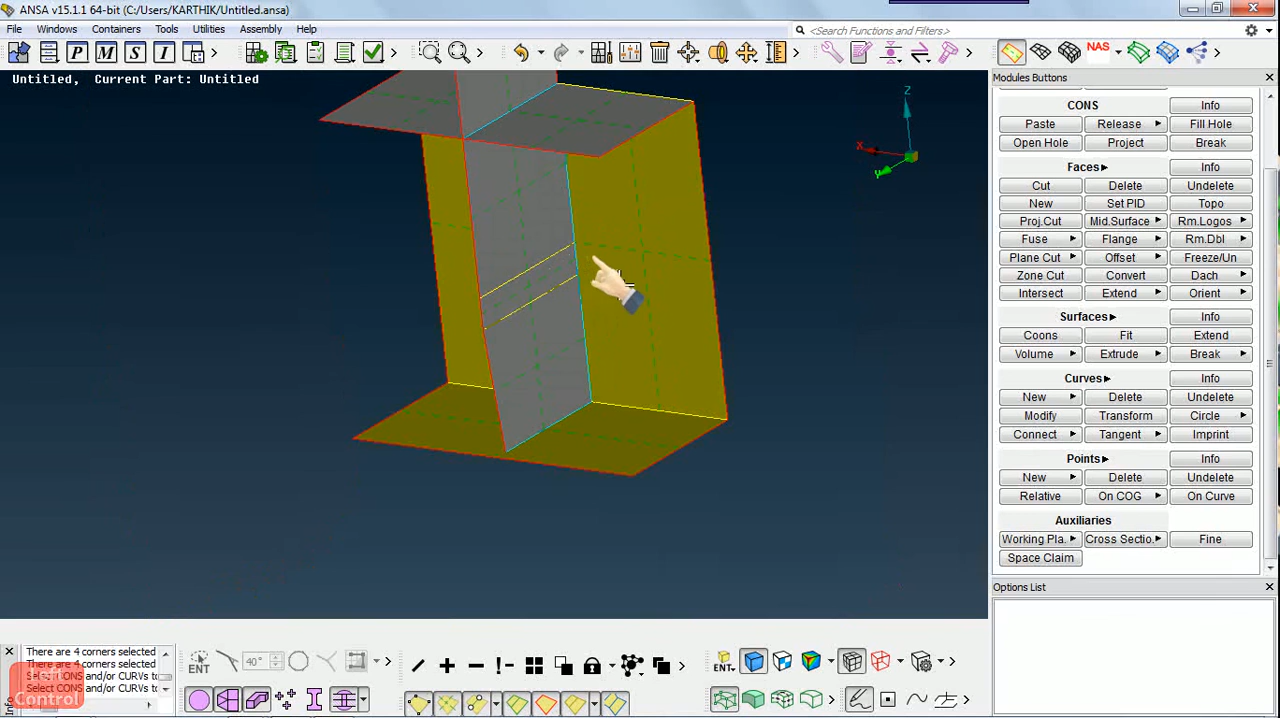 ANSA v15.1.1 64-bit (C:/Users/KARTHIK/Untitled.ansa)
File Windows Containers Tools Utilities Assembly Help
<Search Functions and Filters>
P M S I NAS
Untitled, Current Part: Untitled
Modules Buttons
CONS Info
Paste Release Fill Hole
Open Hole Project Break
Faces Info
Cut Delete Undelete
New Set PID Topo
Proj.Cut Mid.Surface Rm.Logos
Fuse Flange Rm.Dbl
Plane Cut Offset Freeze/Un
Zone Cut Convert Dach
Intersect Extend Orient
Surfaces Info
Coons Fit Extend
Volume Extrude Break
Curves Info
New Delete Undelete
Modify Transform Circle
Connect Tangent Imprint
Points Info
New Delete Undelete
Relative On COG On Curve
Auxiliaries
Working Pla. Cross Sectio. Fine
Space Claim
Options List
Z
X
Y
There are 4 corners selected
There are 4 corners selected
Select CONS and/or CURVs to
Select CONS and/or CURVs to
Left
Control
ENT 40°
ENT